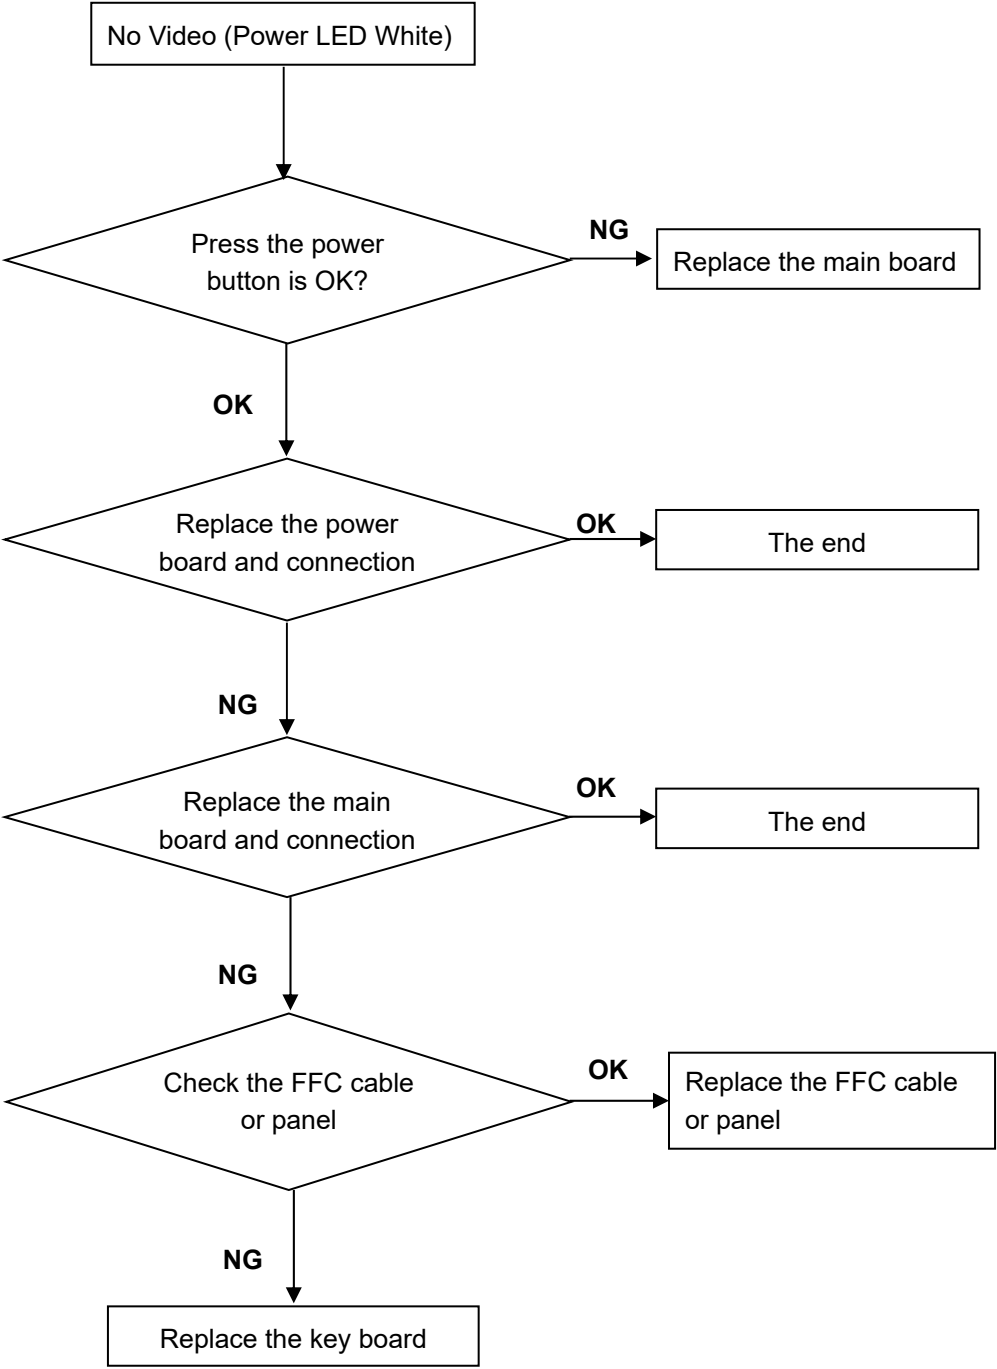 No Video (Power LED White)
Press the power
button is OK?
NG
Replace the main board
OK
Replace the power
board and connection
OK
The end
NG
Replace the main
board and connection
OK
The end
NG
Check the FFC cable
or panel
OK
Replace the FFC cable
or panel
NG
Replace the key board